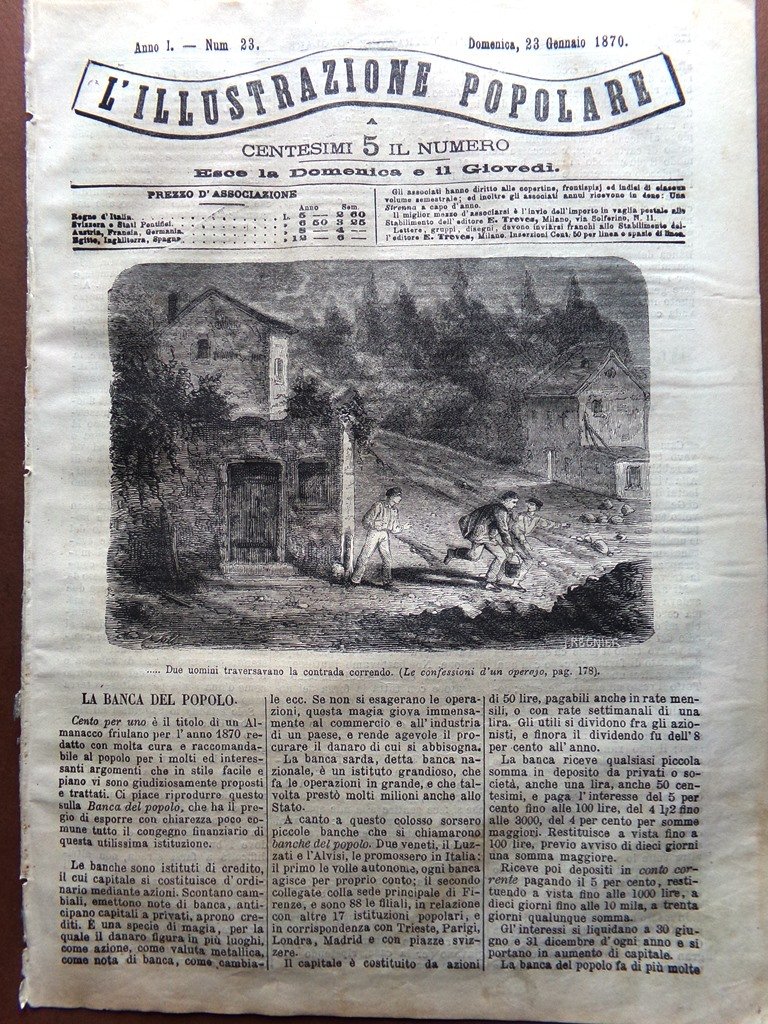 Anno I. — Num 23.
Domenica, 23 Gennaio 1870.
L'ILLUSTRAZIONE POPOLARE
A
CENTESIMI 5 IL NUMERO
Esce la Domenica e il Giovedì.
PREZZO D'ASSOCIAZIONE
Anno Sem.
Regno d'Italia. L. 5 — 2 60
Svizzera e Stati Pontifici. » 6 50 3 25
Austria, Francia, Germania. » 8 — 4 —
Egitto, Inghilterra, Spagna. » 12 — 6 —
Gli associati hanno diritto alle copertine, frontispizj ed indici di ciascun
volume semestrale; ed inoltre gli associati annui ricevono in dono: Una
Strenna a capo d'anno.
Il miglior mezzo d'associarsi è l'invio dell'importo in vaglia postale allo
Stabilimento dell'editore E. Treves, Milano, via Solferino, N. 11.
Lettere, gruppi, disegni, devono inviarsi franchi allo Stabilimento del-
l'editore E. Treves, Milano. Inserzioni Cent. 50 per linea o spazio di linea.
..... Due uomini traversavano la contrada correndo. (Le confessioni d'un operajo, pag. 178).
LA BANCA DEL POPOLO.
Cento per uno è il titolo di un Al-
manacco friulano per l'anno 1870 re-
datto con molta cura e raccomanda-
bile al popolo per i molti ed interes-
santi argomenti che in stile facile e
piano vi sono giudiziosamente proposti
e trattati. Ci piace riprodurre questo
sulla Banca del popolo, che ha il pre-
gio di esporre con chiarezza poco co-
mune tutto il congegno finanziario di
questa utilissima istituzione.
Le banche sono istituti di credito,
il cui capitale si costituisce d'ordi-
nario mediante azioni. Scontano cam-
biali, emettono note di banca, anti-
cipano capitali a privati, aprono cre-
diti. È una specie di magia, per la
quale il danaro figura in più luoghi,
come azione, come valuta metallica,
come nota di banca, come cambia-
le ecc. Se non si esagerano le opera-
zioni, questa magia giova immensa-
mente al commercio e all'industria
di un paese, e rende agevole il pro-
curare il danaro di cui si abbisogna.
La banca sarda, detta banca na-
zionale, è un istituto grandioso, che
fa le operazioni in grande, e che tal-
volta prestò molti milioni anche allo
Stato.
A canto a questo colosso sorsero
piccole banche che si chiamarono
banche del popolo. Due veneti, il Luz-
zati e l'Alvisi, le promossero in Italia:
il primo le volle autonome, ogni banca
agisce per proprio conto; il secondo
collegate colla sede principale di Fi-
renze, e sono 88 le filiali, in relazione
con altre 17 istituzioni popolari, e
in corrispondenza con Trieste, Parigi,
Londra, Madrid e con piazze sviz-
zere.
Il capitale è costituito da azioni
di 50 lire, pagabili anche in rate men-
sili, o con rate settimanali di una
lira. Gli utili si dividono fra gli azio-
nisti, e finora il dividendo fu dell'8
per cento all'anno.
La banca riceve qualsiasi piccola
somma in deposito da privati o so-
cietà, anche una lira, anche 50 cen-
tesimi, e paga l'interesse del 5 per
cento fino alle 100 lire, del 4 1/2 fino
alle 3000, del 4 per cento per somme
maggiori. Restituisce a vista fino a
100 lire, previo avviso di dieci giorni
una somma maggiore.
Riceve poi depositi in conto cor-
rente pagando il 5 per cento, resti-
tuendo a vista fino alle 1000 lire, a
dieci giorni fino alle 10 mila, a trenta
giorni qualunque somma.
Gl'interessi si liquidano a 30 giu-
gno e 31 dicembre d'ogni anno e si
portano in aumento di capitale.
La banca del popolo fa di più molte